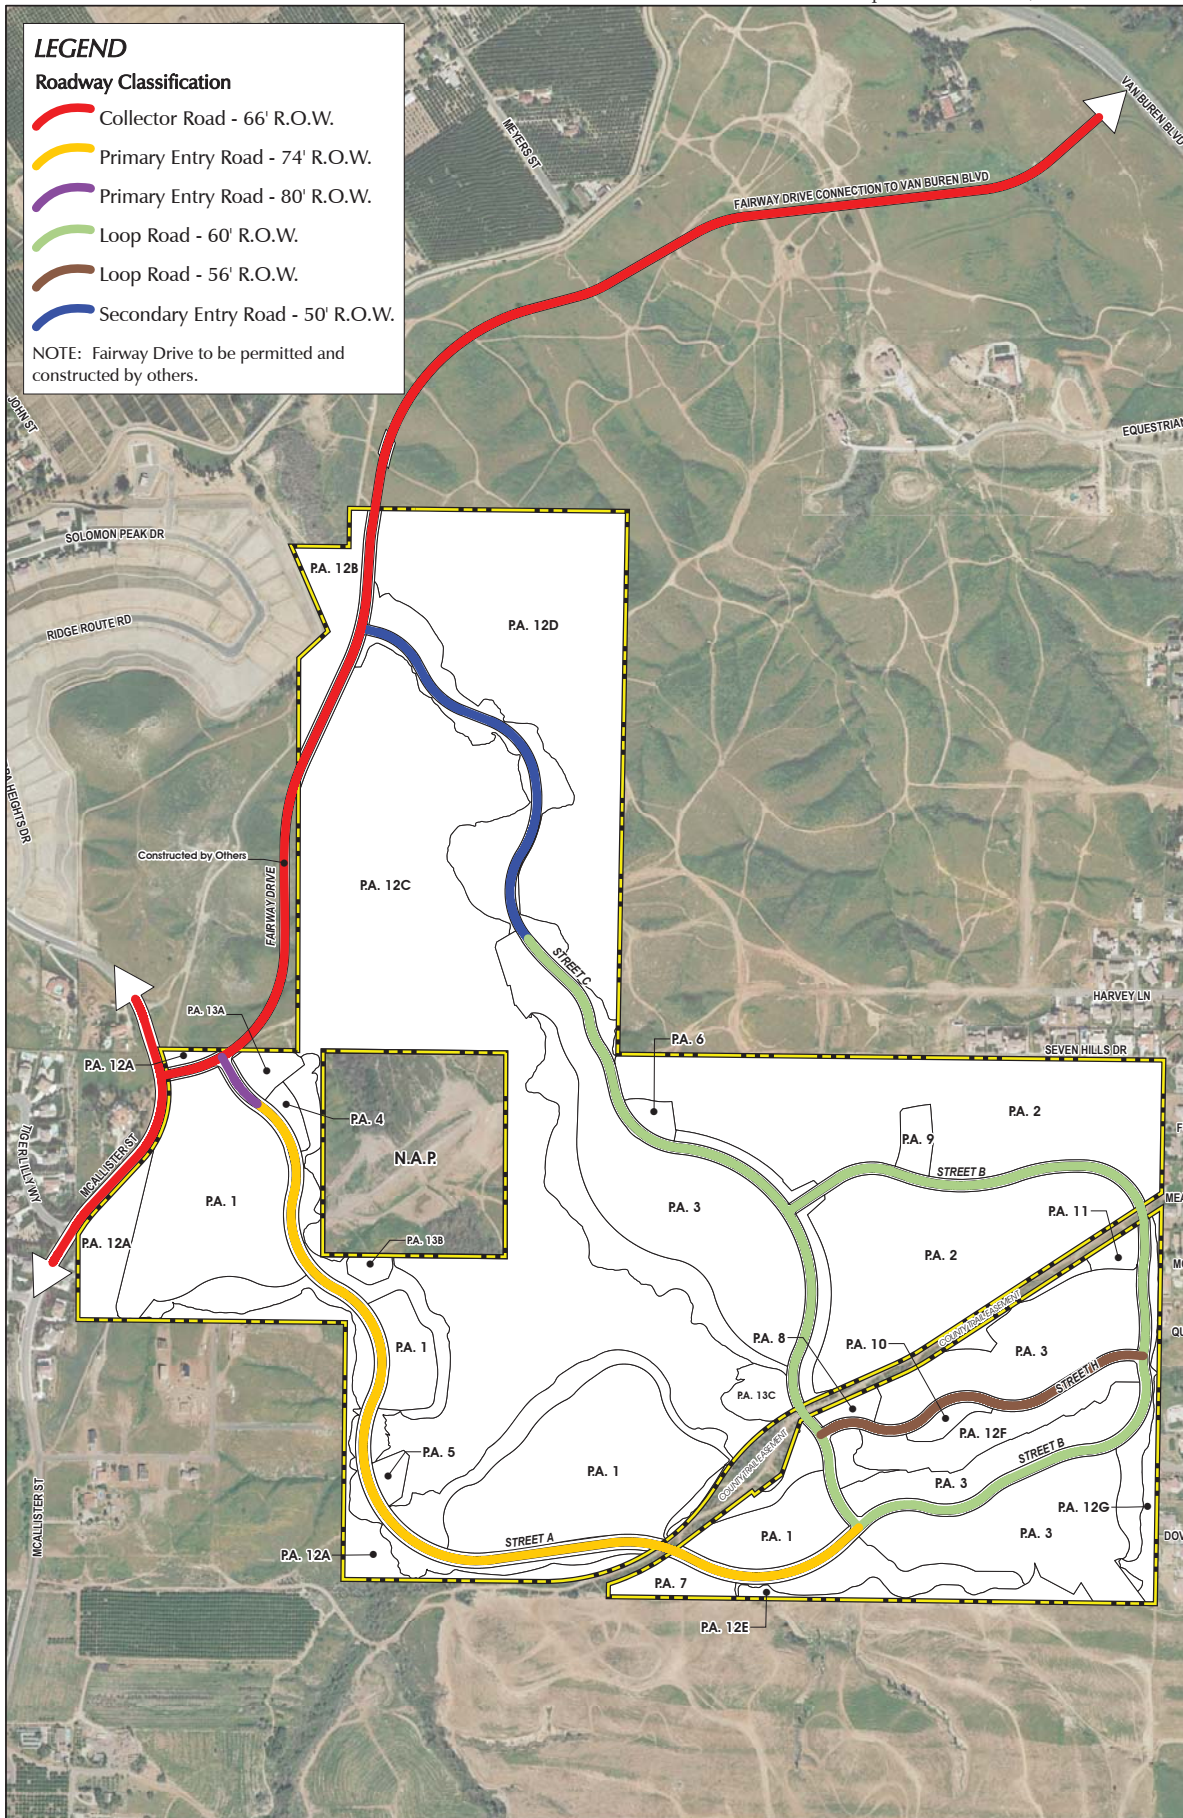 LEGEND
Roadway Classification
Collector Road - 66' R.O.W.
Primary Entry Road - 74' R.O.W.
Primary Entry Road - 80' R.O.W.
Loop Road - 60' R.O.W.
Loop Road - 56' R.O.W.
Secondary Entry Road - 50' R.O.W.
NOTE: Fairway Drive to be permitted and
constructed by others.
MEYERS ST
VAN BUREN BLVD
FAIRWAY DRIVE CONNECTION TO VAN BUREN BLVD
JOHN ST
EQUESTRIAN
SOLOMON PEAK DR
P.A. 12B
RIDGE ROUTE RD
P.A. 12D
HEIGHTS DR
Constructed by Others
P.A. 12C
FAIRWAY DRIVE
STREET C
HARVEY LN
P.A. 13A
P.A. 6
SEVEN HILLS DR
P.A. 12A
P.A. 4
P.A. 2
TIGER LILLY WY
P.A. 9
MCALLISTER ST
N.A.P.
STREET B
P.A. 1
P.A. 3
P.A. 11
MEA
P.A. 12A
P.A. 13B
P.A. 2
COUNTY TRAIL EASEMENT
QU
P.A. 8
P.A. 10
P.A. 1
P.A. 3
STREET H
P.A. 13C
P.A. 12F
P.A. 5
STREET B
COUNTY TRAIL EASEMENT
P.A. 1
P.A. 3
P.A. 12G
MCALLISTER ST
STREET A
P.A. 1
P.A. 3
DOV
P.A. 12A
P.A. 7
P.A. 12E